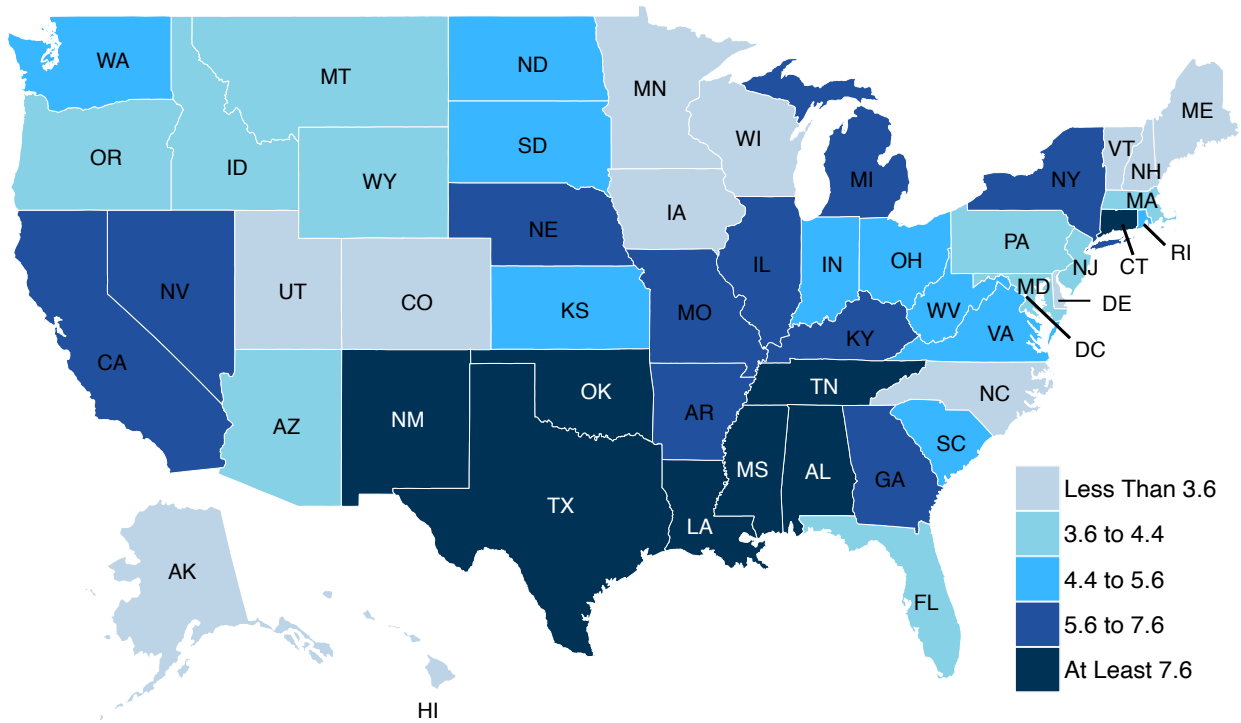 WA
MT
ND
MN
ME
OR
ID
SD
WI
VT
NH
WY
MI
NY
MA
NE
IA
PA
RI
NV
UT
CO
KS
MO
IL
IN
OH
NJ
CT
MD
DE
WV
VA
DC
CA
KY
AZ
NM
OK
AR
TN
NC
SC
TX
LA
MS
AL
GA
AK
FL
HI
Less Than 3.6
3.6 to 4.4
4.4 to 5.6
5.6 to 7.6
At Least 7.6